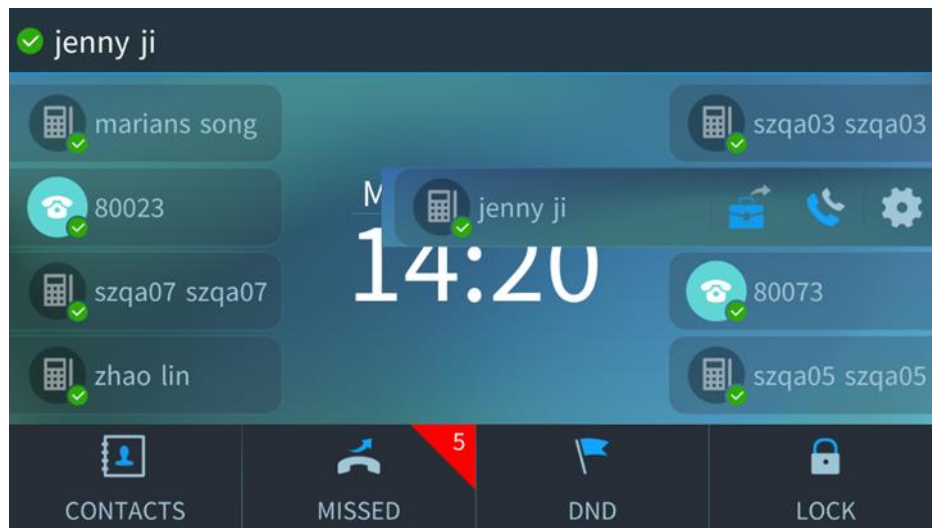 jenny ji
marians song
szqa03 szqa03
80023
jenny ji
14:20
szqa07 szqa07
80073
zhao lin
szqa05 szqa05
5
CONTACTS
MISSED
DND
LOCK